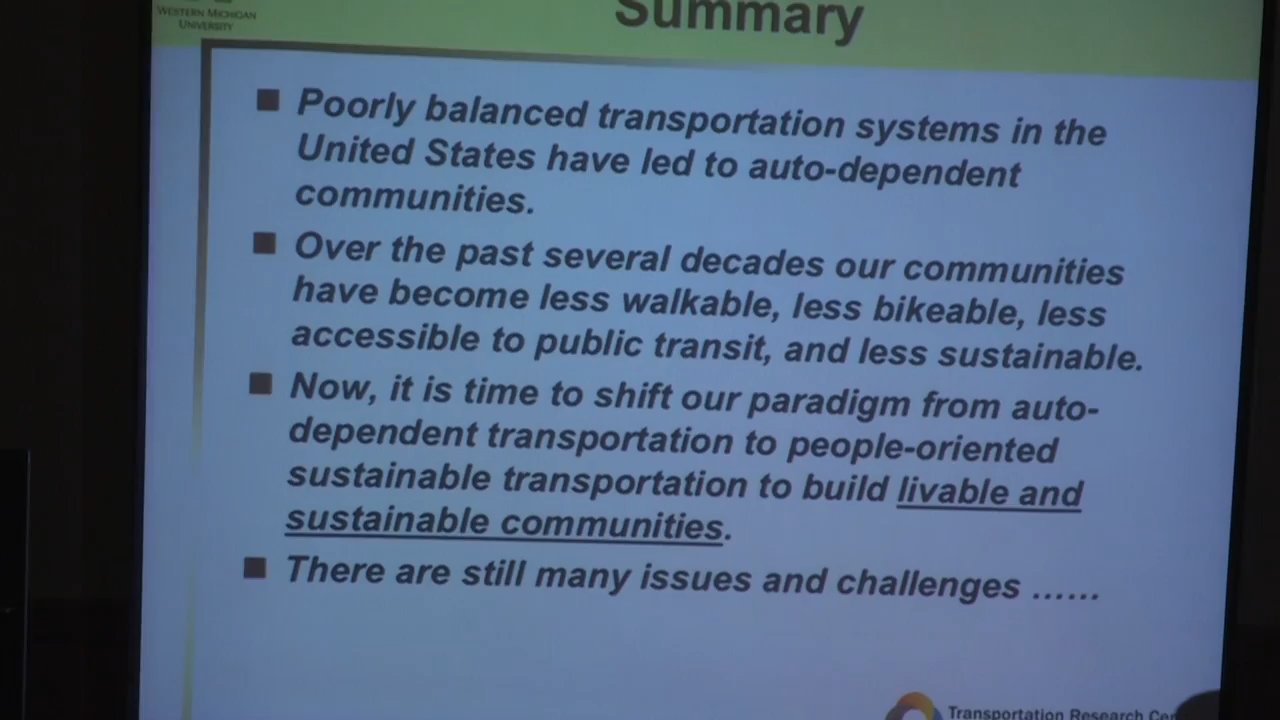 WESTERN MICHIGAN
UNIVERSITY
Summary
Poorly balanced transportation systems in the
United States have led to auto-dependent
communities.
Over the past several decades our communities
have become less walkable, less bikeable, less
accessible to public transit, and less sustainable.
Now, it is time to shift our paradigm from auto-
dependent transportation to people-oriented
sustainable transportation to build livable and
sustainable communities.
There are still many issues and challenges ......
Transportation Research